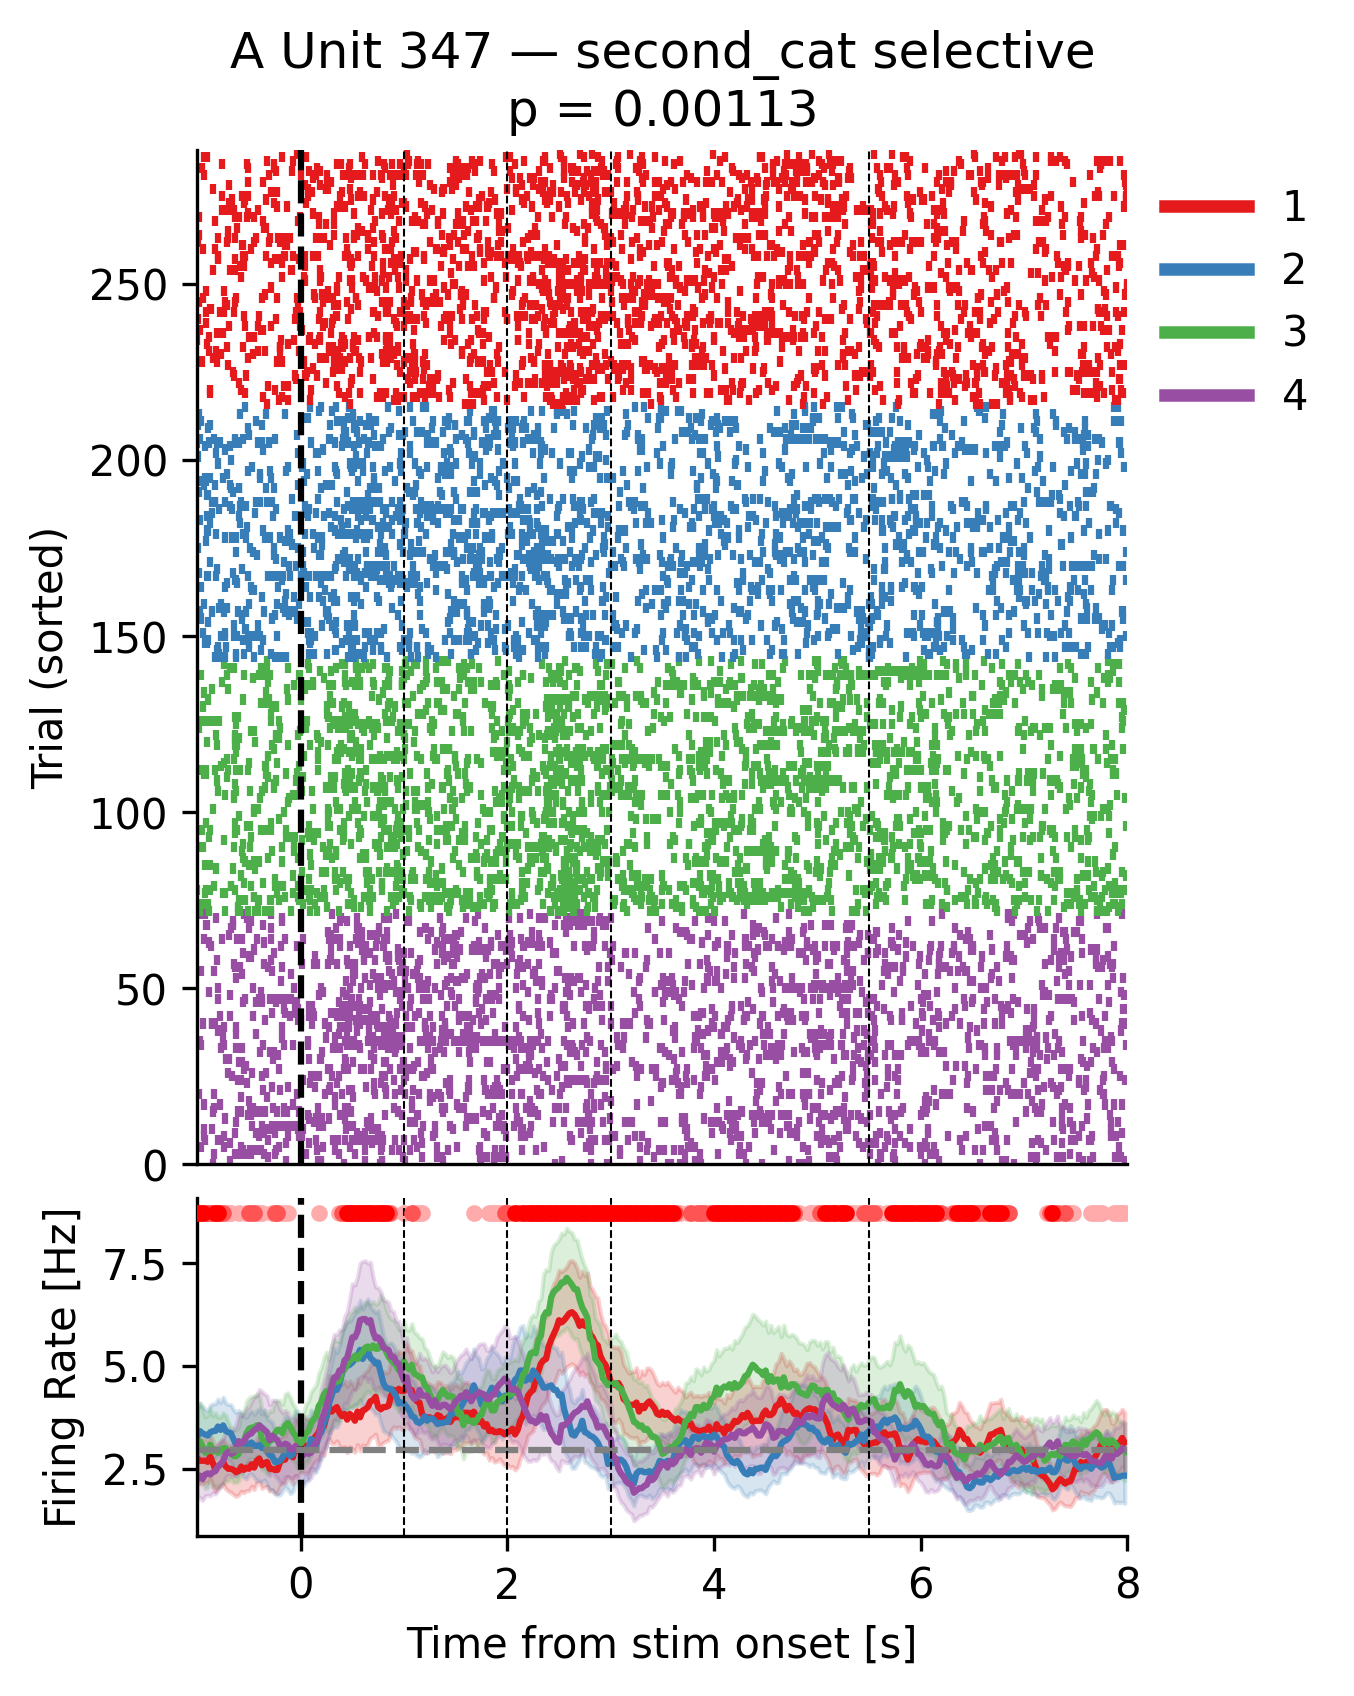 A Unit 347 — second_cat selective
p = 0.00113
1
2
3
4
250
200
150
100
50
0
Trial (sorted)
7.5
5.0
2.5
Firing Rate [Hz]
0 2 4 6 8
Time from stim onset [s]